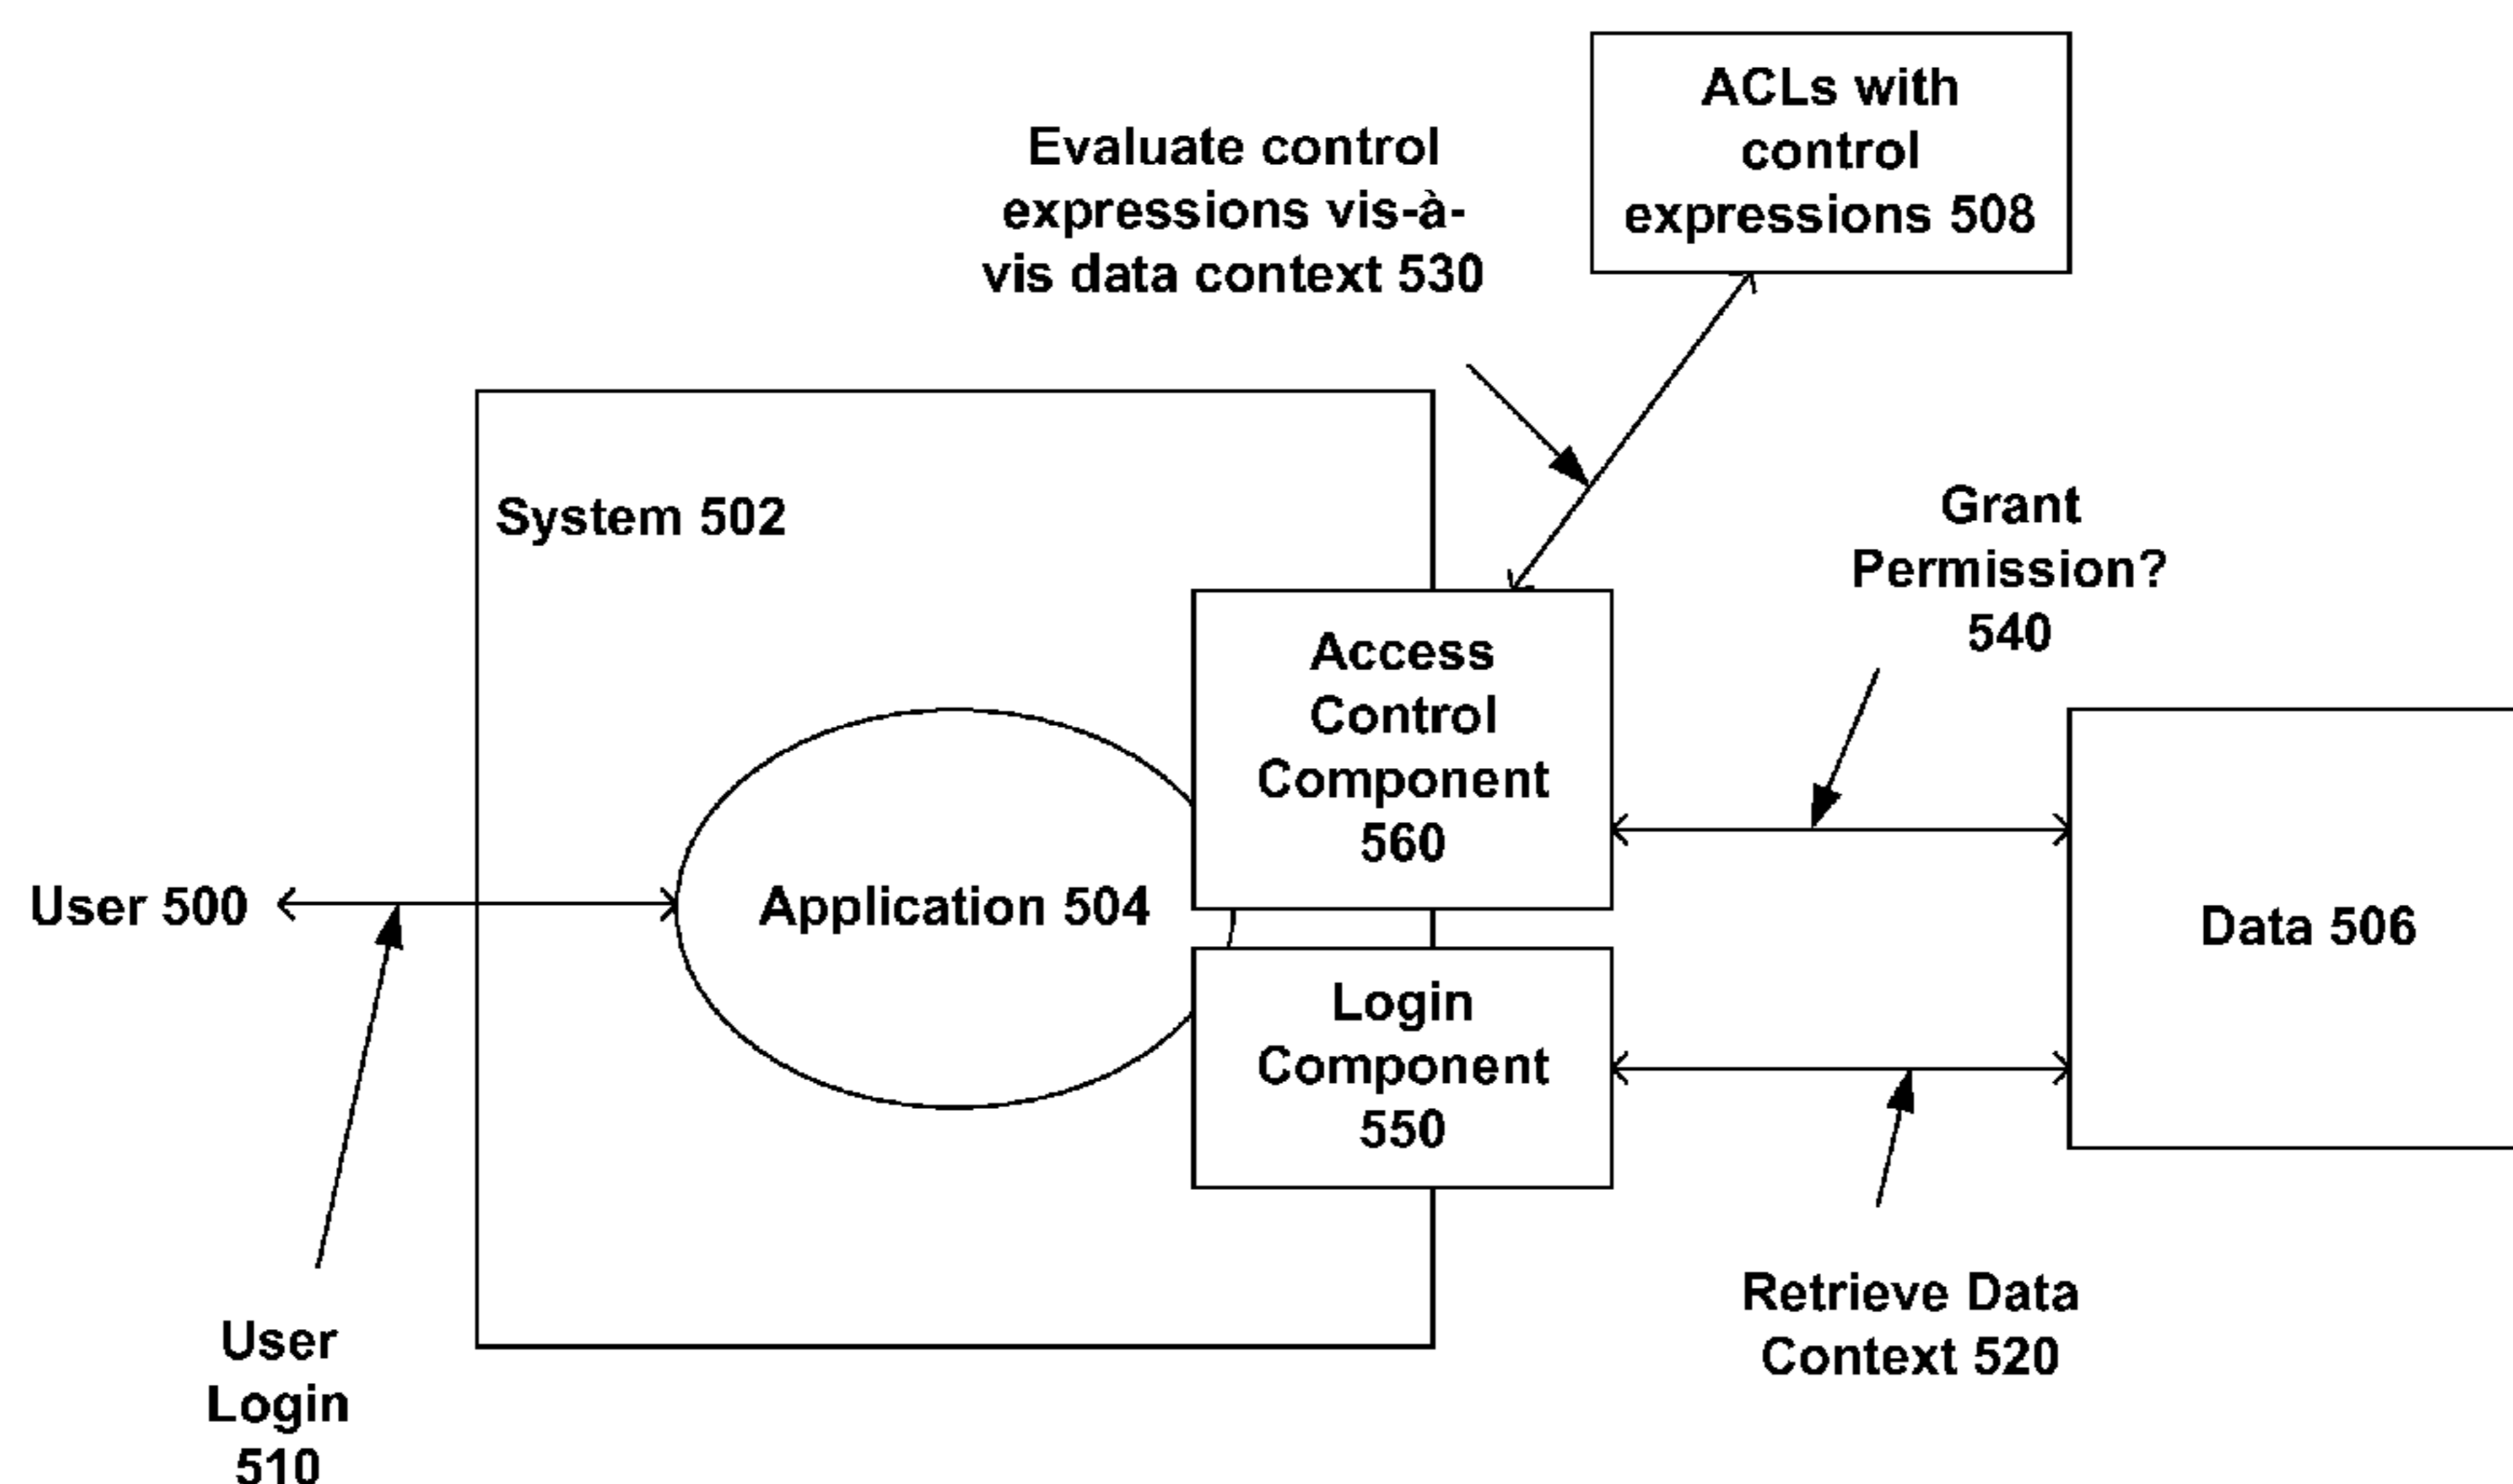 ACLs with
control
expressions 508
Evaluate control
expressions vis-à-
vis data context 530
System 502
Grant
Permission?
540
Access
Control
Component
560
User 500
Application 504
Data 506
Login
Component
550
Retrieve Data
Context 520
User
Login
510